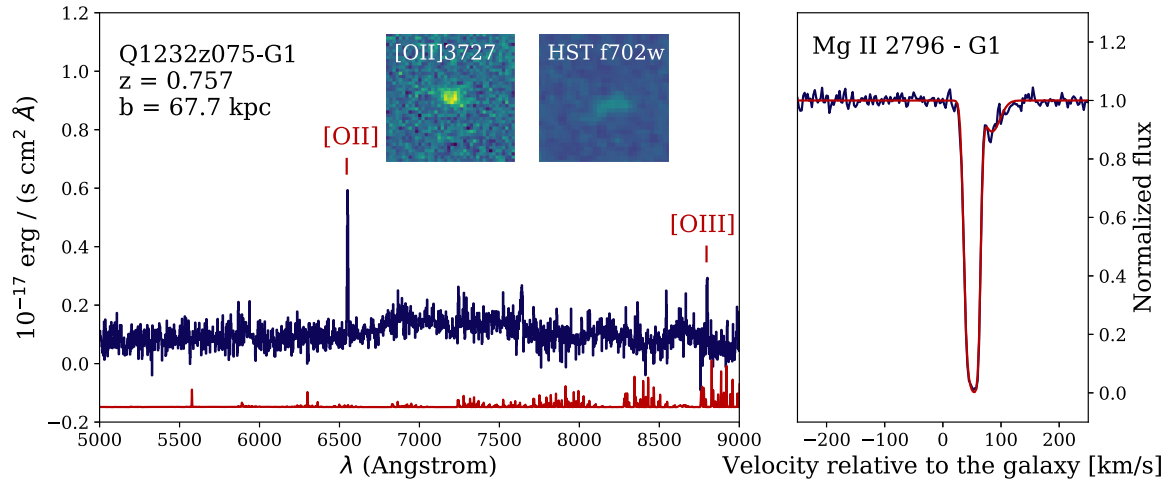 Q1232z075-G1
z = 0.757
b = 67.7 kpc
[OII]3727
HST f702w
[OII]
[OIII]
10⁻¹⁷ erg / (s cm² Å)
1.2
1.0
0.8
0.6
0.4
0.2
0.0
−0.2
5000 5500 6000 6500 7000 7500 8000 8500 9000
λ (Angstrom)
Mg II 2796 - G1
1.2
1.0
0.8
0.6
0.4
0.2
0.0
Normalized flux
−200 −100 0 100 200
Velocity relative to the galaxy [km/s]